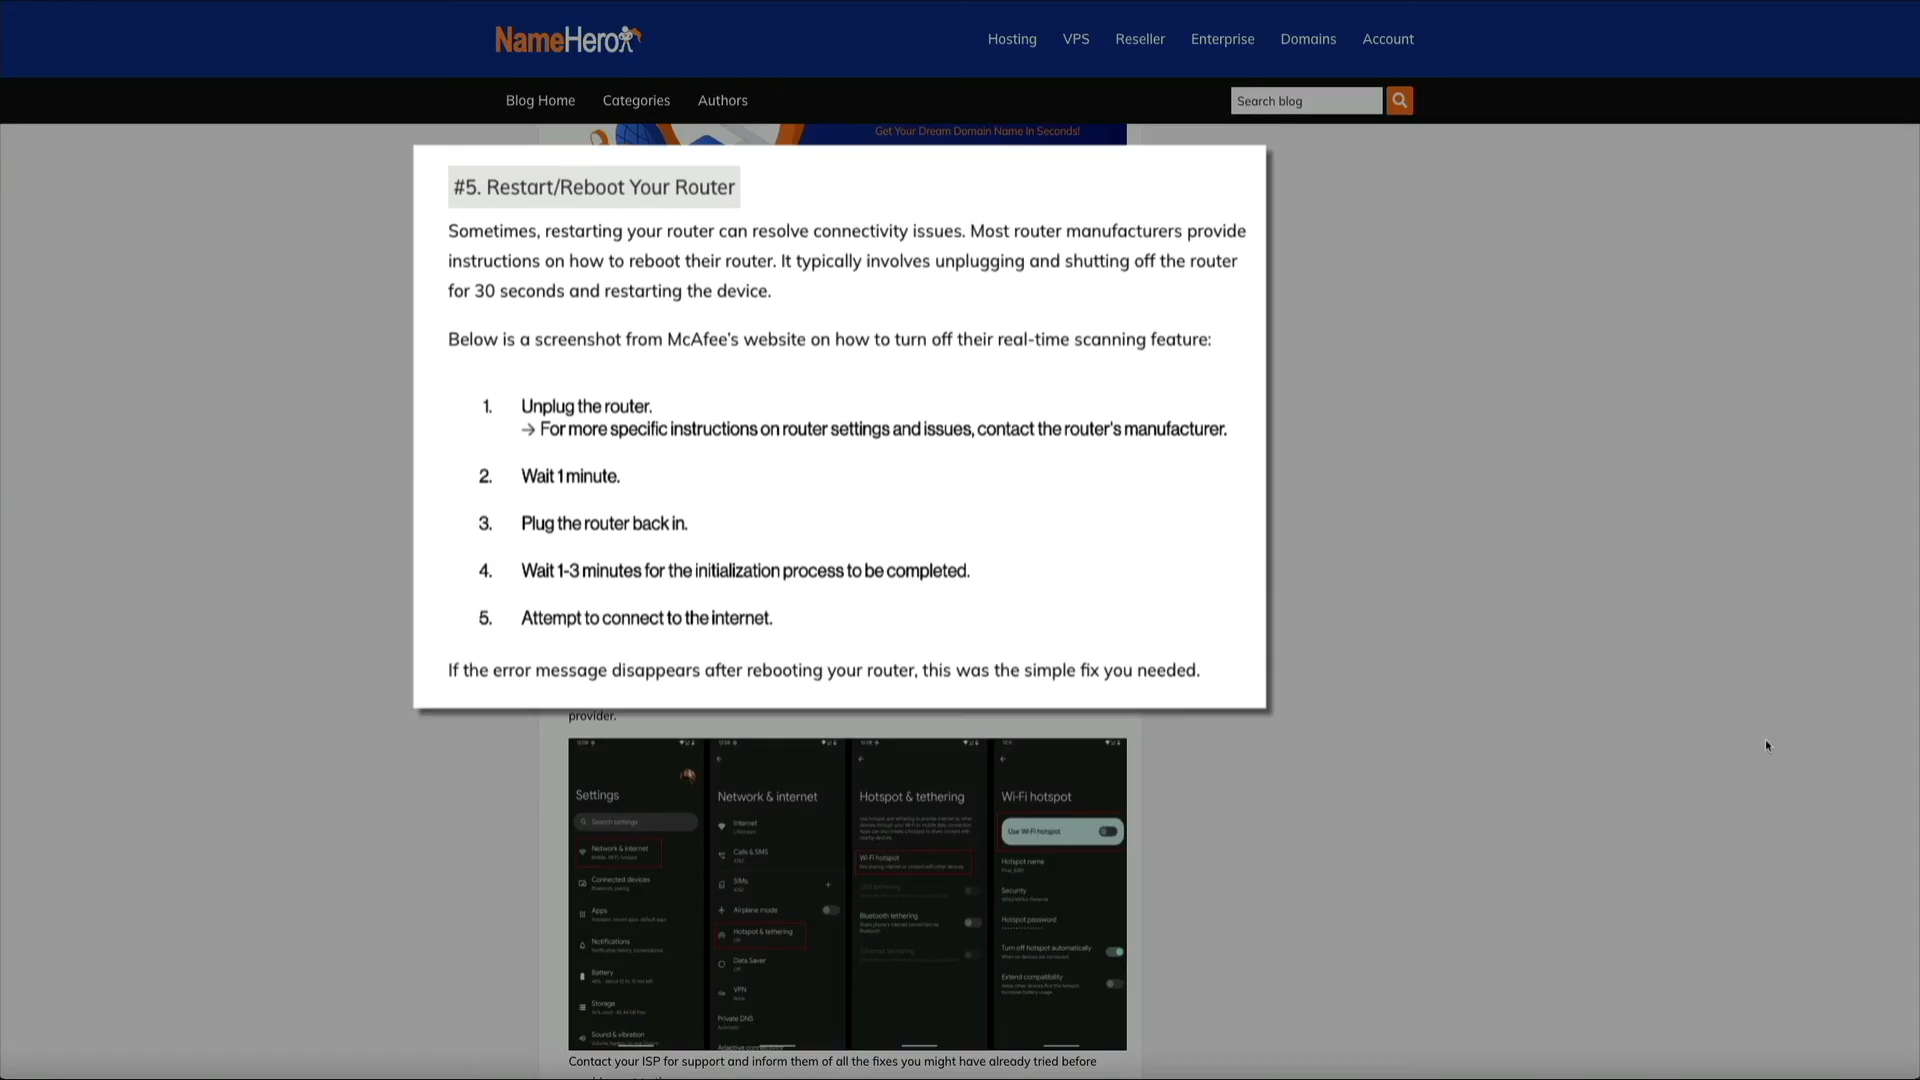 NameHero
Hosting
VPS
Reseller
Enterprise
Domains
Account
Blog Home
Categories
Authors
Search blog
Get Your Dream Domain Name In Seconds!
#5. Restart/Reboot Your Router
Sometimes, restarting your router can resolve connectivity issues. Most router manufacturers provide
instructions on how to reboot their router. It typically involves unplugging and shutting off the router
for 30 seconds and restarting the device.
Below is a screenshot from McAfee's website on how to turn off their real-time scanning feature:
1. Unplug the router.
→ For more specific instructions on router settings and issues, contact the router's manufacturer.
2. Wait 1 minute.
3. Plug the router back in.
4. Wait 1-3 minutes for the initialization process to be completed.
5. Attempt to connect to the internet.
If the error message disappears after rebooting your router, this was the simple fix you needed.
provider.
Settings
Search settings
Network & internet
Connected devices
Apps
Notifications
Battery
Storage
Sound & vibration
Network & internet
Internet
Calls & SMS
SIMs
Airplane mode
Hotspot & tethering
Off
Data Saver
Off
VPN
None
Private DNS
Automatic
Hotspot & tethering
Wi-Fi hotspot
Bluetooth tethering
Wi-Fi hotspot
Use Wi-Fi hotspot
Hotspot name
Security
Hotspot password
Turn off hotspot automatically
Extend compatibility
Contact your ISP for support and inform them of all the fixes you might have already tried before